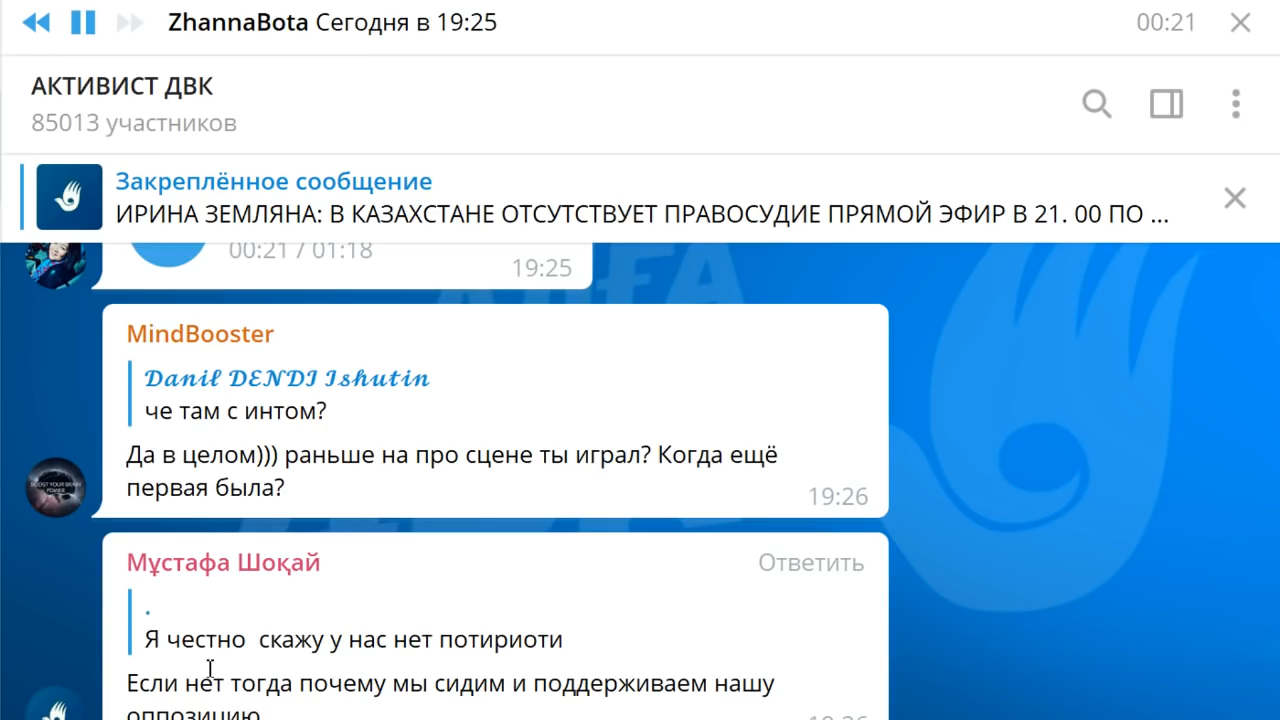 ZhannaBota Сегодня в 19:25
00:21
АКТИВИСТ ДВК
85013 участников
Закреплённое сообщение
ИРИНА ЗЕМЛЯНА: В КАЗАХСТАНЕ ОТСУТСТВУЕТ ПРАВОСУДИЕ ПРЯМОЙ ЭФИР В 21. 00 ПО ...
00:21 / 01:18
19:25
MindBooster
𝓓𝓪𝓷𝓲𝓵 𝓓𝓔𝓝𝓓𝓘 𝓘𝓼𝓱𝓾𝓽𝓲𝓷
че там с интом?
Да в целом))) раньше на про сцене ты играл? Когда ещё
первая была?
19:26
Мұстафа Шоқай
Ответить
.
Я честно  скажу у нас нет потириоти
Если нет тогда почему мы сидим и поддерживаем нашу
оппозицию
19:26